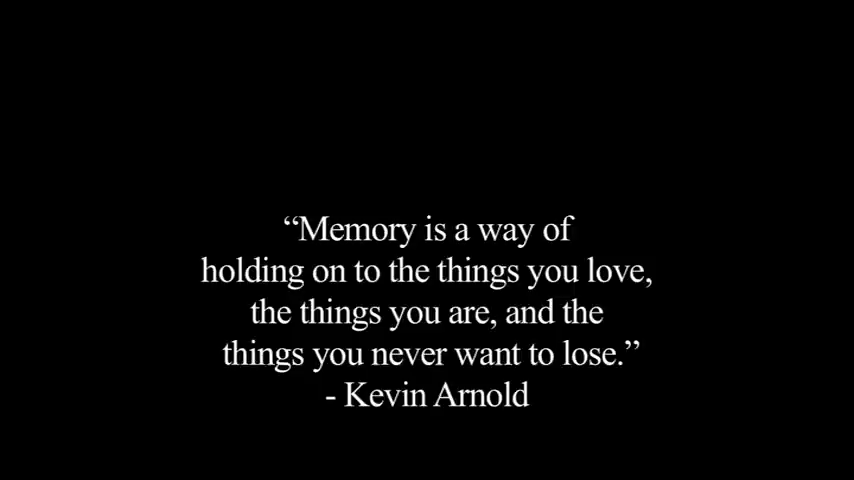 “Memory is a way of
holding on to the things you love,
the things you are, and the
things you never want to lose.”
- Kevin Arnold